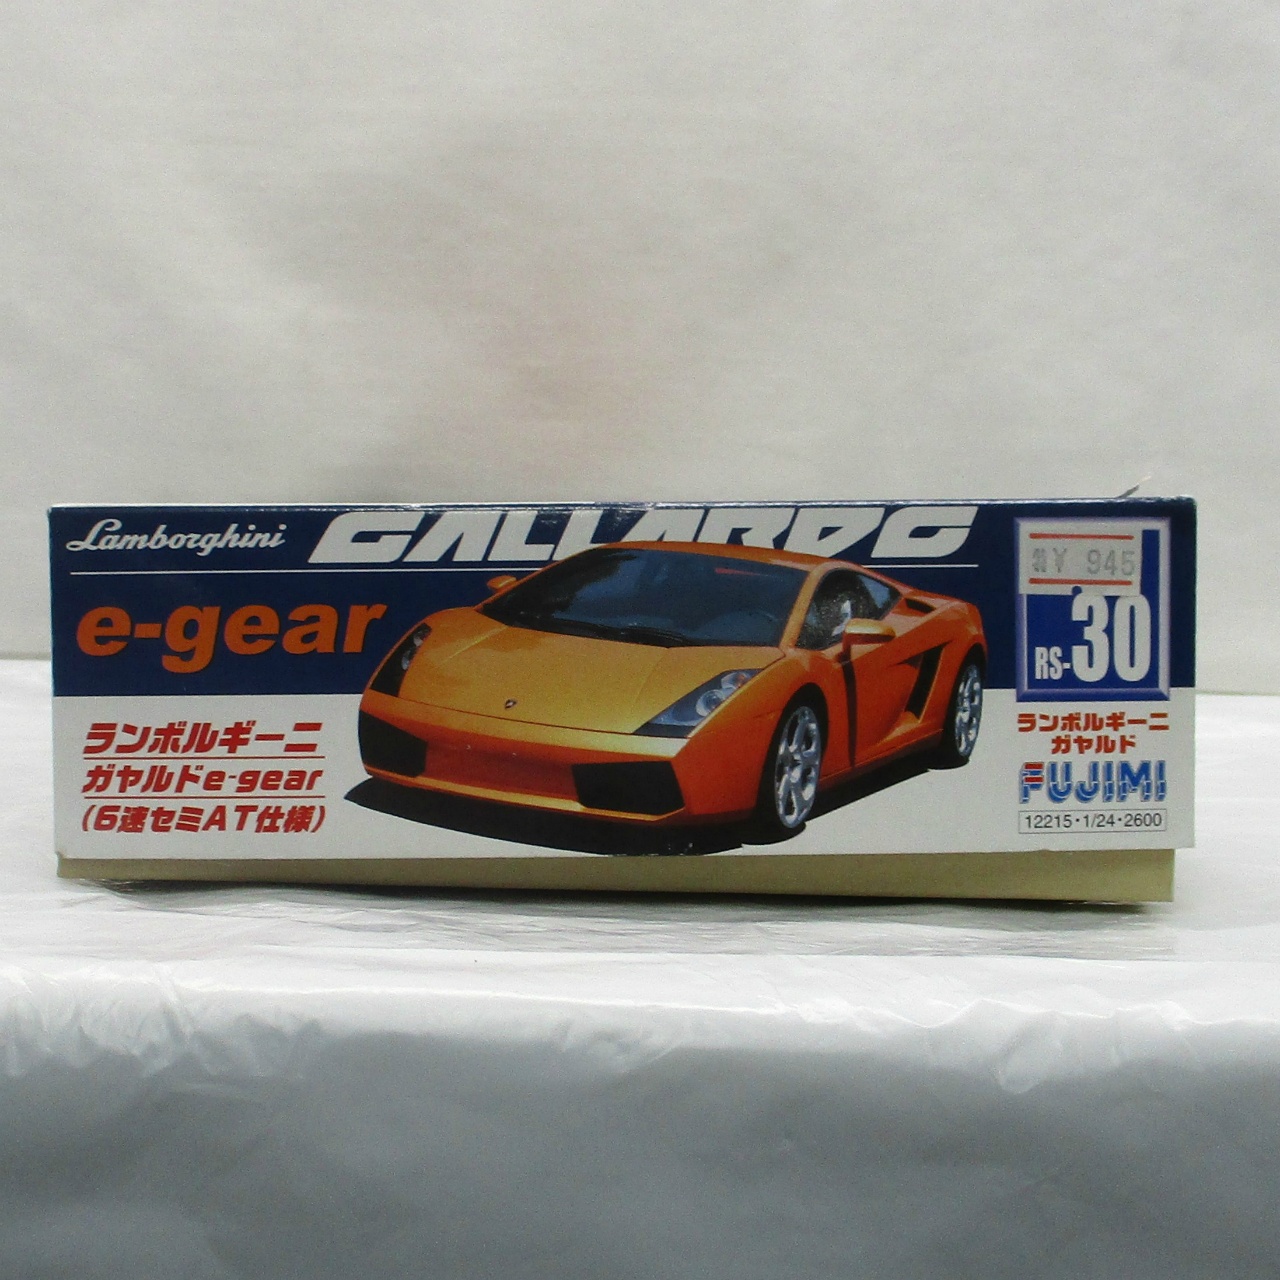 Lamborghini GALLARDO
e-gear
ランボルギーニ
ガヤルドe-gear
(6速セミAT仕様)
¥ 945
RS-30
ランボルギーニ
ガヤルド
FUJIMI
12215・1/24・2600